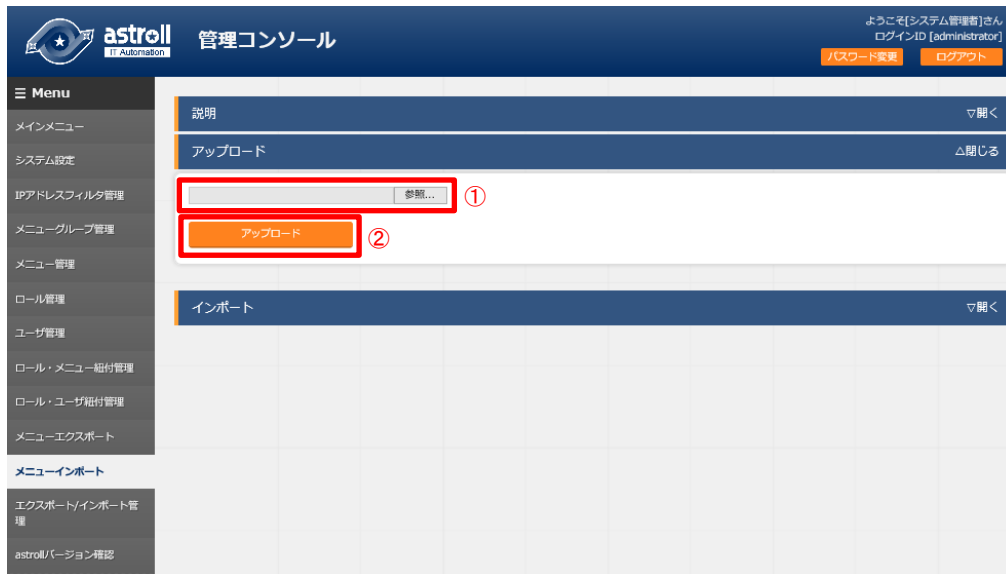 astroll
IT Automation
管理コンソール
ようこそ[システム管理者]さん
ログインID [administrator]
パスワード変更
ログアウト
☰ Menu
メインメニュー
システム設定
IPアドレスフィルタ管理
メニューグループ管理
メニュー管理
ロール管理
ユーザ管理
ロール・メニュー紐付管理
ロール・ユーザ紐付管理
メニューエクスポート
メニューインポート
エクスポート/インポート管
理
astrollバージョン確認
説明
▽開く
アップロード
△閉じる
参照...
①
アップロード
②
インポート
▽開く